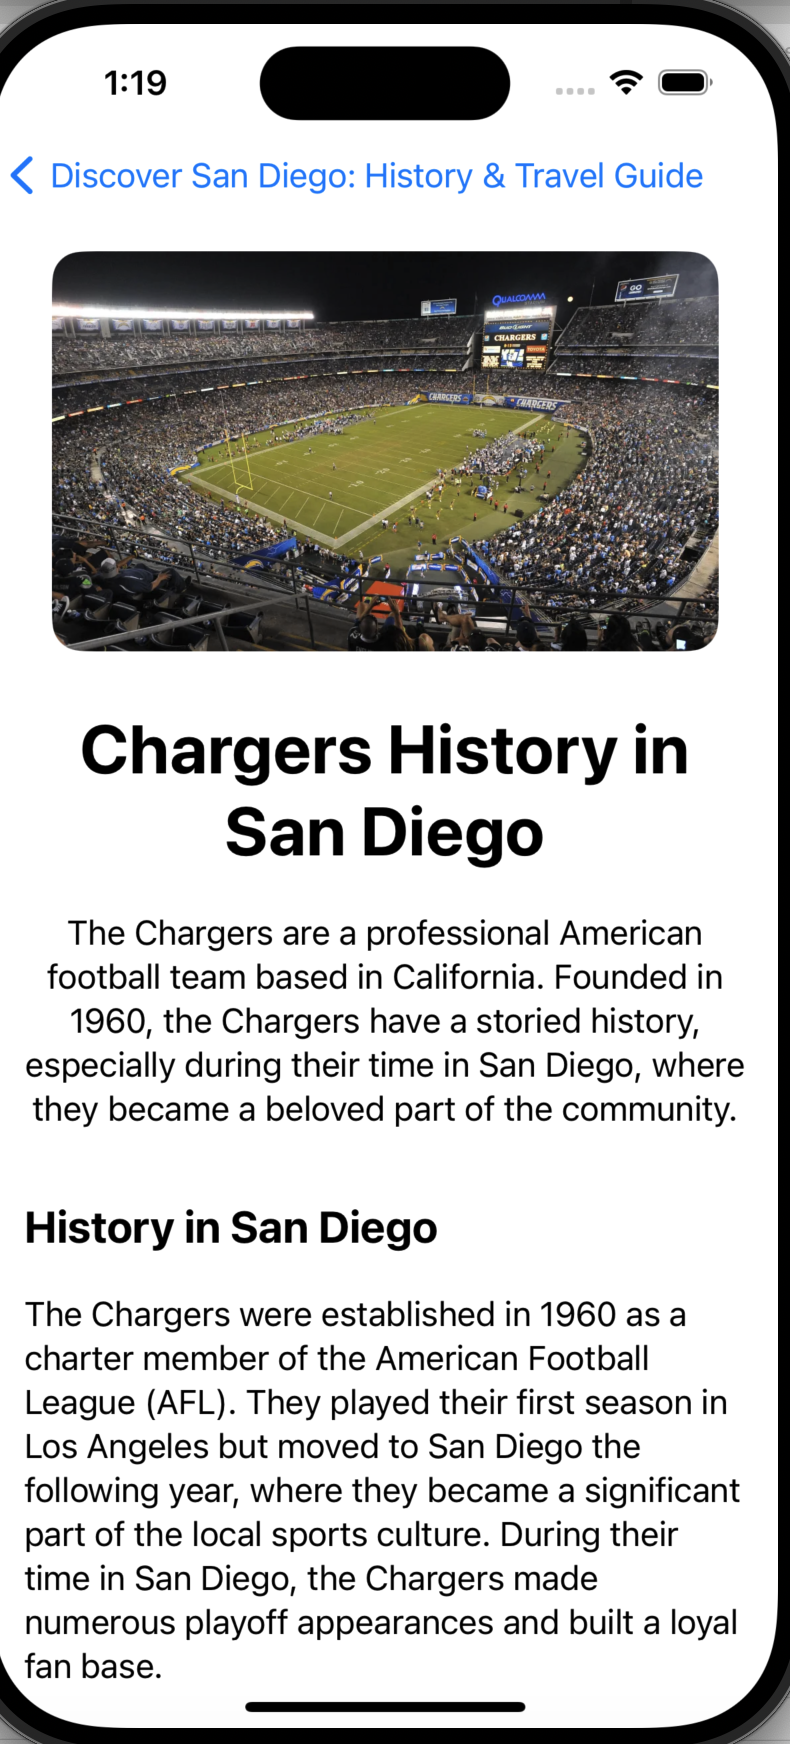 1:19
Discover San Diego: History & Travel Guide
QUALCOMM
GO
CHARGERS
CHARGERS
CHARGERS
Chargers History in
San Diego
The Chargers are a professional American
football team based in California. Founded in
1960, the Chargers have a storied history,
especially during their time in San Diego, where
they became a beloved part of the community.
History in San Diego
The Chargers were established in 1960 as a
charter member of the American Football
League (AFL). They played their first season in
Los Angeles but moved to San Diego the
following year, where they became a significant
part of the local sports culture. During their
time in San Diego, the Chargers made
numerous playoff appearances and built a loyal
fan base.